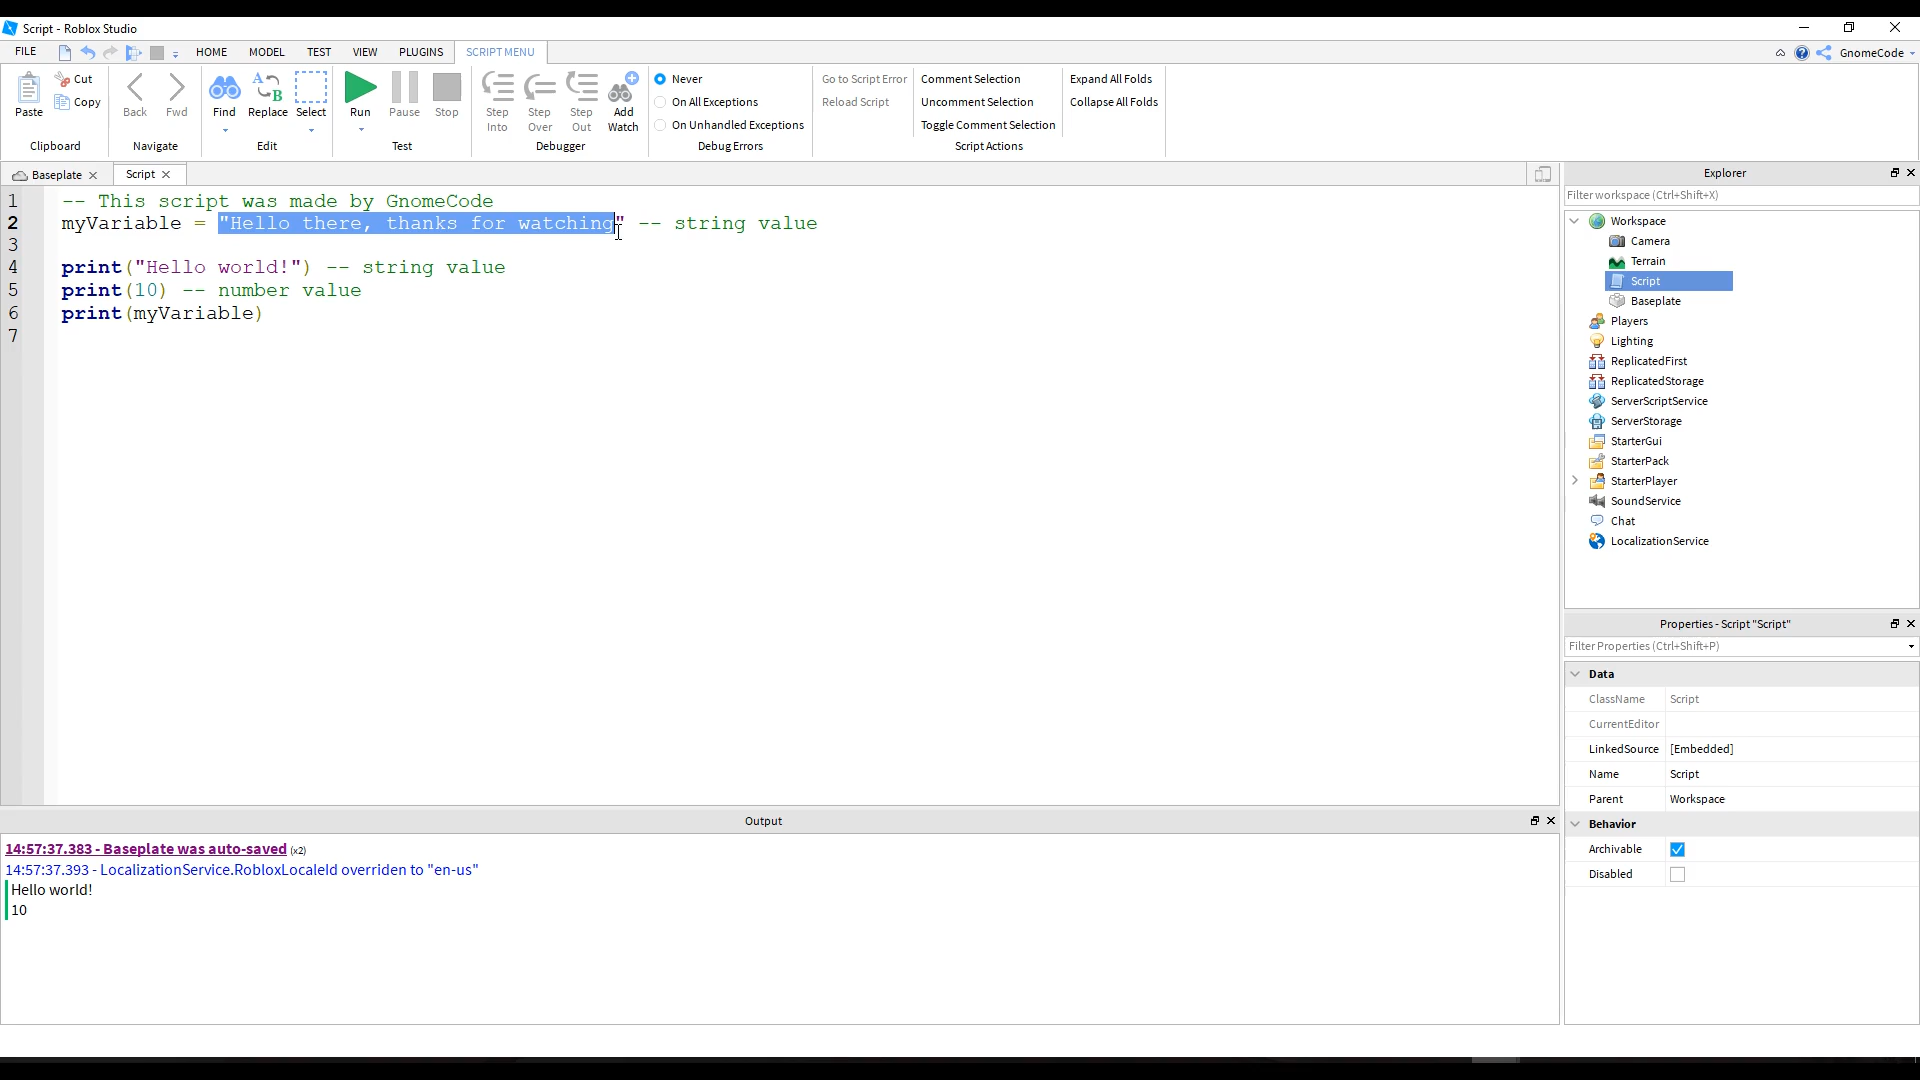 Script - Roblox Studio
FILE HOME MODEL TEST VIEW PLUGINS SCRIPT MENU GnomeCode
Paste Cut Copy Clipboard
Back Fwd Navigate
Find Replace Select Edit
Run Pause Stop Test
Step Into Step Over Step Out Add Watch Debugger
Never
On All Exceptions
On Unhandled Exceptions
Debug Errors
Go to Script Error
Reload Script
Comment Selection
Uncomment Selection
Toggle Comment Selection
Expand All Folds
Collapse All Folds
Script Actions
Baseplate Script
1 -- This script was made by GnomeCode
2 myVariable = "Hello there, thanks for watching" -- string value
3
4 print("Hello world!") -- string value
5 print(10) -- number value
6 print(myVariable)
7
Output
14:57:37.383 - Baseplate was auto-saved (x2)
14:57:37.393 - LocalizationService.RobloxLocaleId overriden to "en-us"
Hello world!
10
Explorer
Filter workspace (Ctrl+Shift+X)
Workspace
Camera
Terrain
Script
Baseplate
Players
Lighting
ReplicatedFirst
ReplicatedStorage
ServerScriptService
ServerStorage
StarterGui
StarterPack
StarterPlayer
SoundService
Chat
LocalizationService
Properties - Script "Script"
Filter Properties (Ctrl+Shift+P)
Data
ClassName Script
CurrentEditor
LinkedSource [Embedded]
Name Script
Parent Workspace
Behavior
Archivable
Disabled